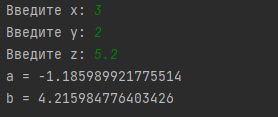 Введите x: 3
Введите y: 2
Введите z: 5.2
a = -1.185989921775514
b = 4.215984776403426